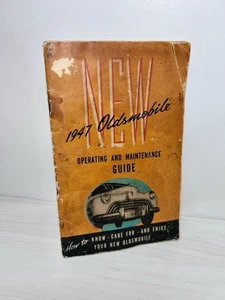 NEW
1947 Oldsmobile
OPERATING AND MAINTENANCE
GUIDE
How to KNOW - CARE FOR - AND ENJOY
YOUR NEW OLDSMOBILE